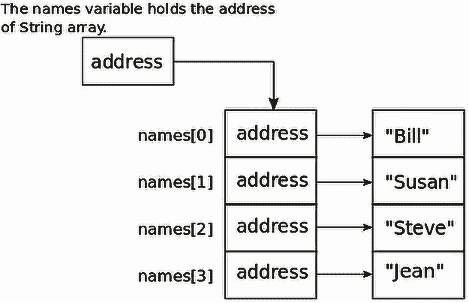 The names variable holds the address
of String array.
address
names[0] address "Bill"
names[1] address "Susan"
names[2] address "Steve"
names[3] address "Jean"